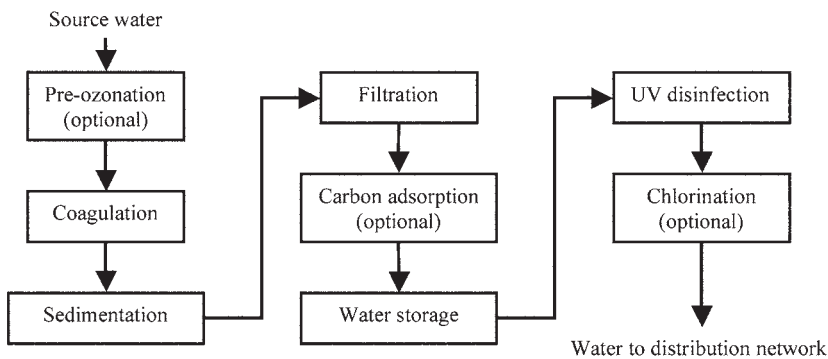 Source water
Pre-ozonation
(optional)
Coagulation
Sedimentation
Filtration
Carbon adsorption
(optional)
Water storage
UV disinfection
Chlorination
(optional)
Water to distribution network